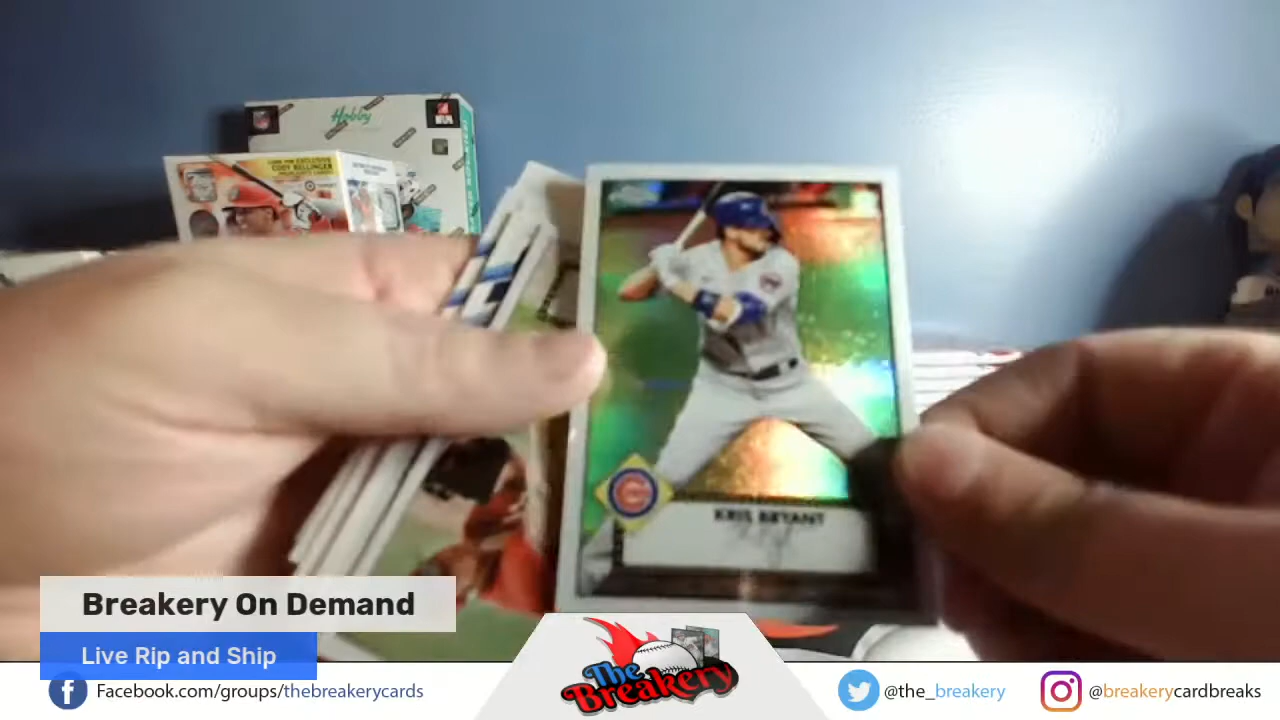 Hobby
CODY BELLINGER
KRIS BRYANT
Breakery On Demand
Live Rip and Ship
Facebook.com/groups/thebreakerycards
The
Breakery
@the_breakery
@breakerycardbreaks